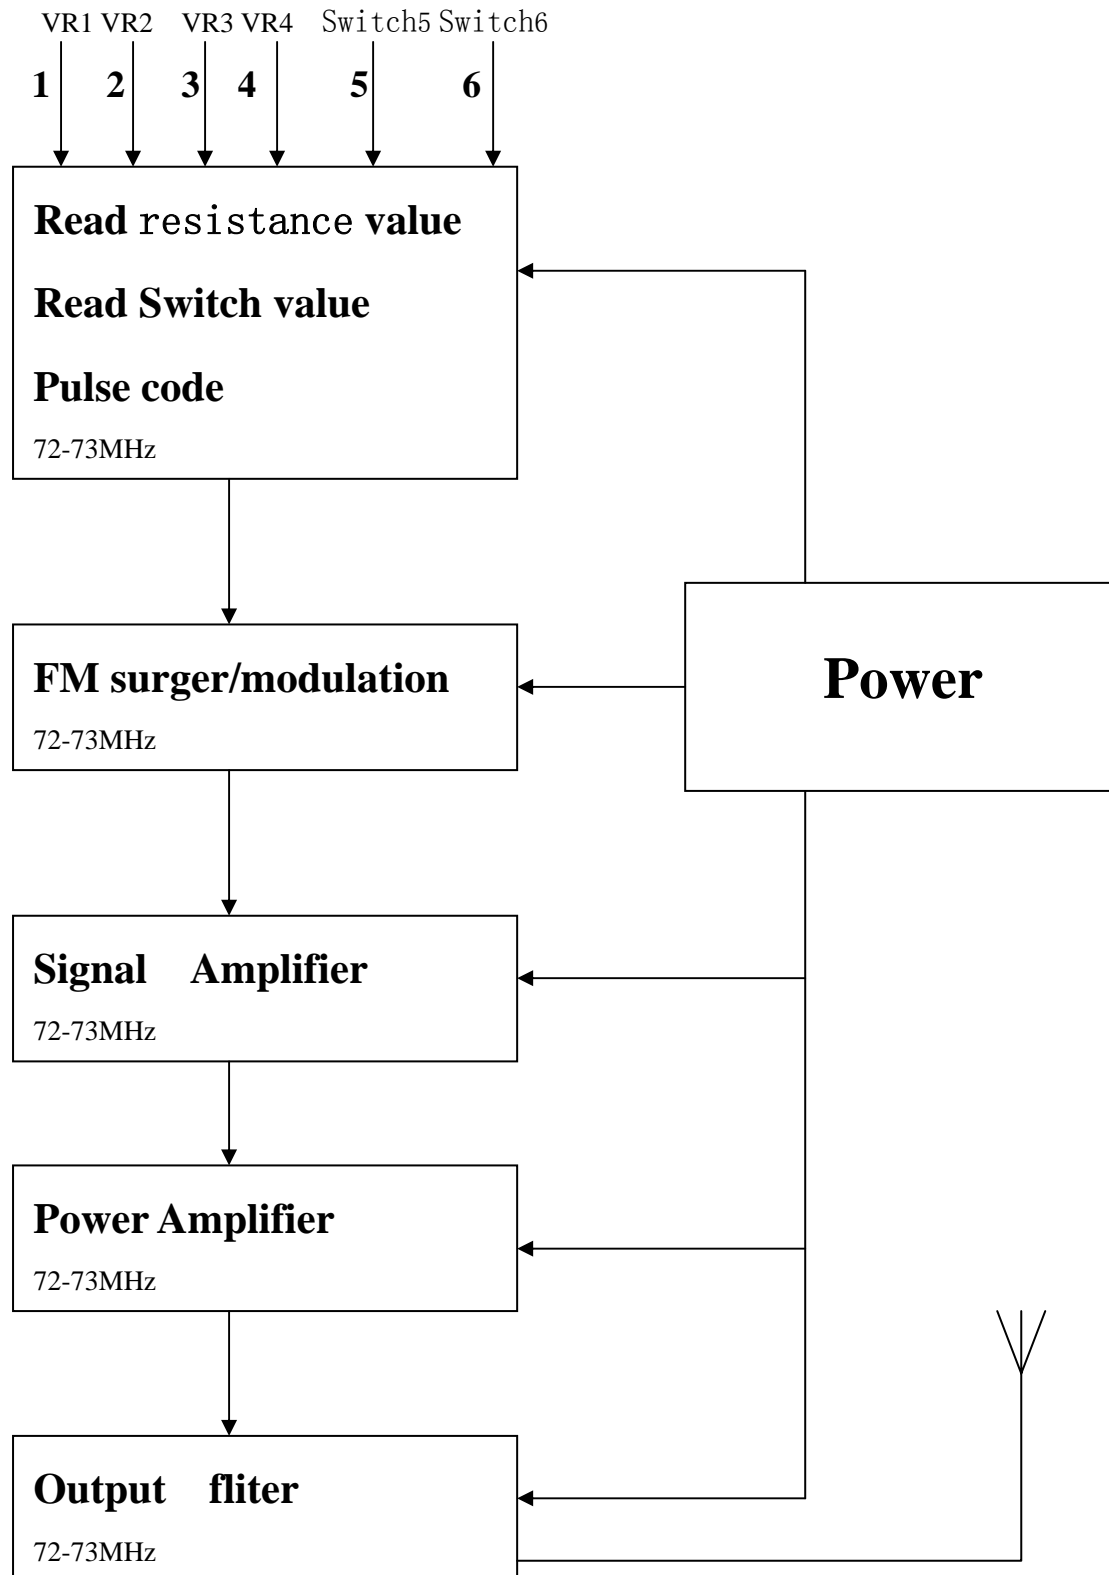 VR1 VR2 VR3 VR4 Switch5 Switch6
1 2 3 4 5 6
Read resistance value
Read Switch value
Pulse code
72-73MHz
FM surger/modulation
72-73MHz
Power
Signal Amplifier
72-73MHz
Power Amplifier
72-73MHz
Output fliter
72-73MHz